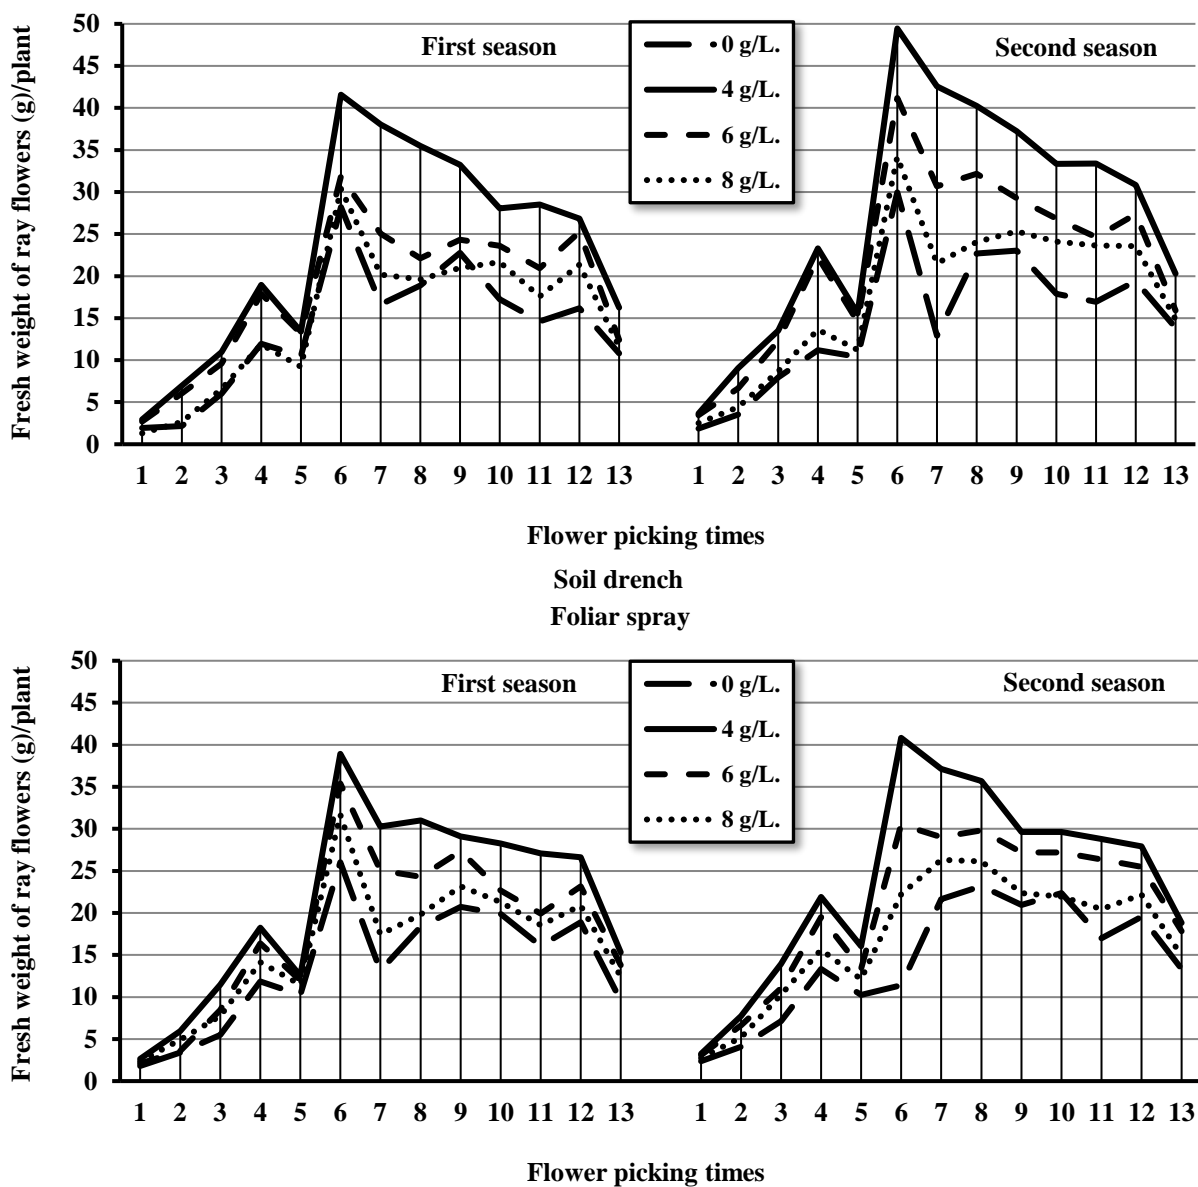 Fresh weight of ray flowers (g)/plant
50
45
40
35
30
25
20
15
10
5
0
First season
Second season
0 g/L.
4 g/L.
6 g/L.
8 g/L.
1 2 3 4 5 6 7 8 9 10 11 12 13
1 2 3 4 5 6 7 8 9 10 11 12 13
Flower picking times
Soil drench
Foliar spray
Fresh weight of ray flowers (g)/plant
50
45
40
35
30
25
20
15
10
5
0
First season
Second season
0 g/L.
4 g/L.
6 g/L.
8 g/L.
1 2 3 4 5 6 7 8 9 10 11 12 13
1 2 3 4 5 6 7 8 9 10 11 12 13
Flower picking times